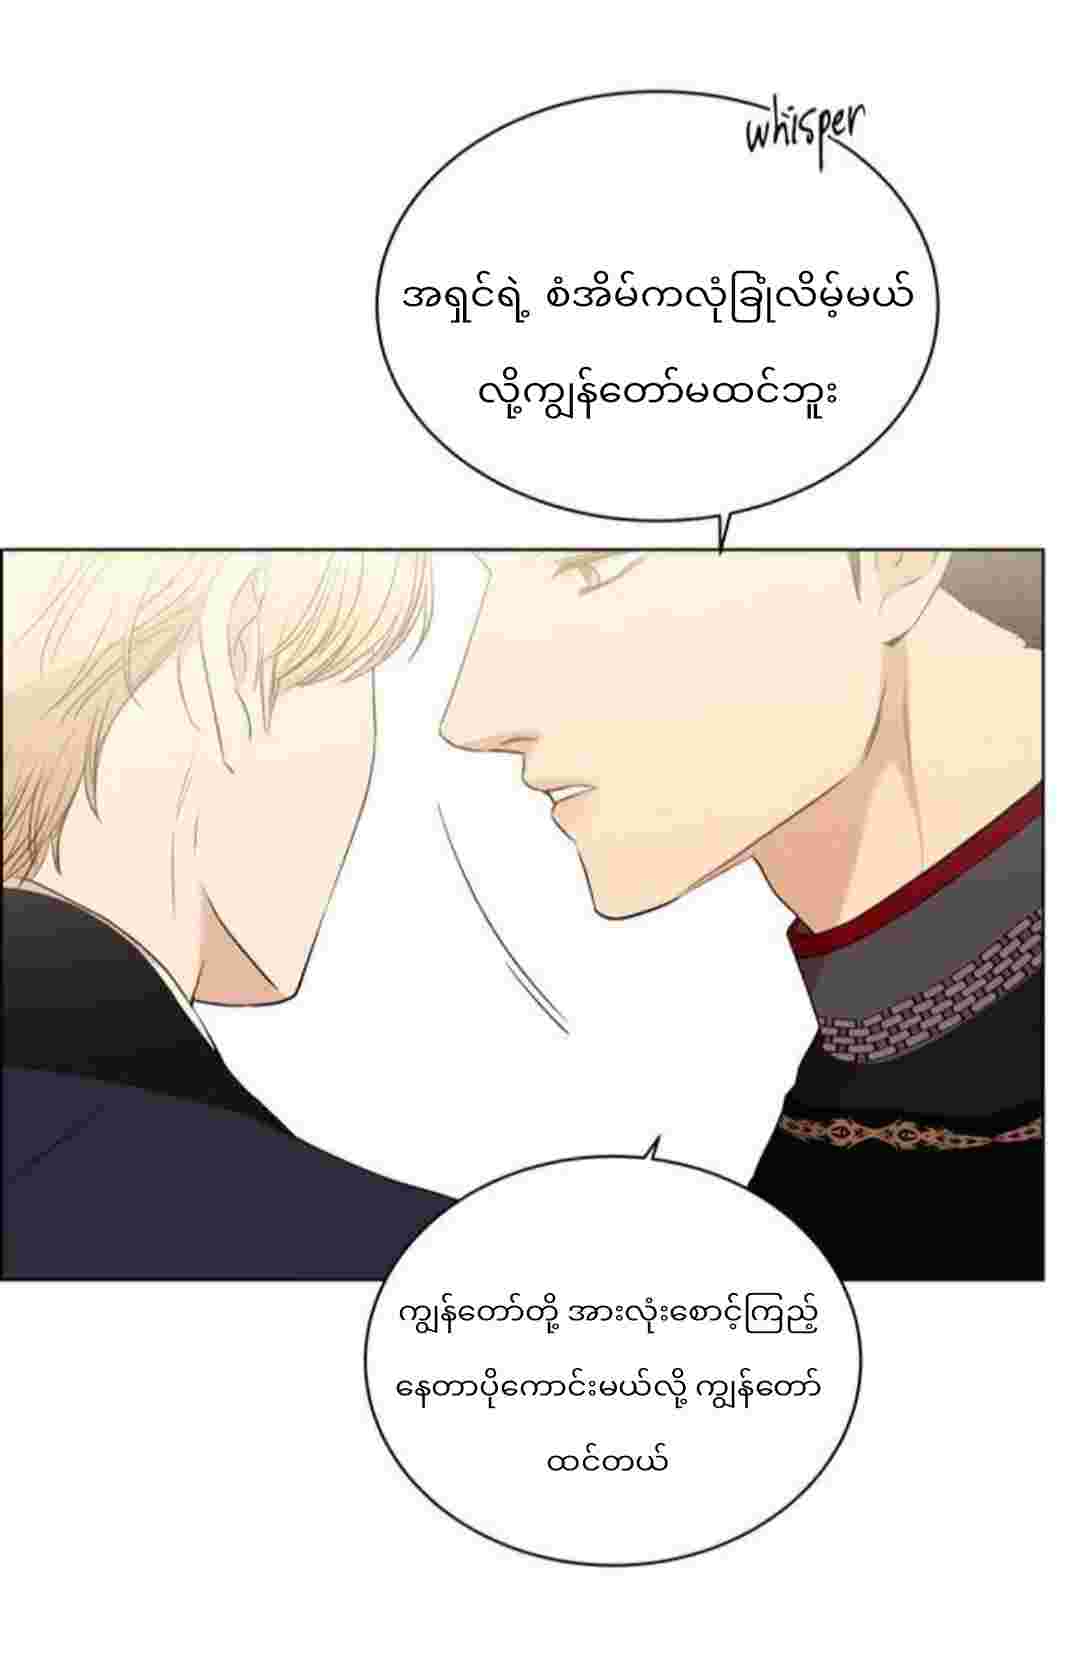 whisper
အရှင်ရဲ့ စံအိမ်ကလုံခြုံလိမ့်မယ်
လို့ကျွန်တော်မထင်ဘူး
ကျွန်တော်တို့ အားလုံးစောင့်ကြည့်
နေတာပိုကောင်းမယ်လို့ ကျွန်တော်
ထင်တယ်